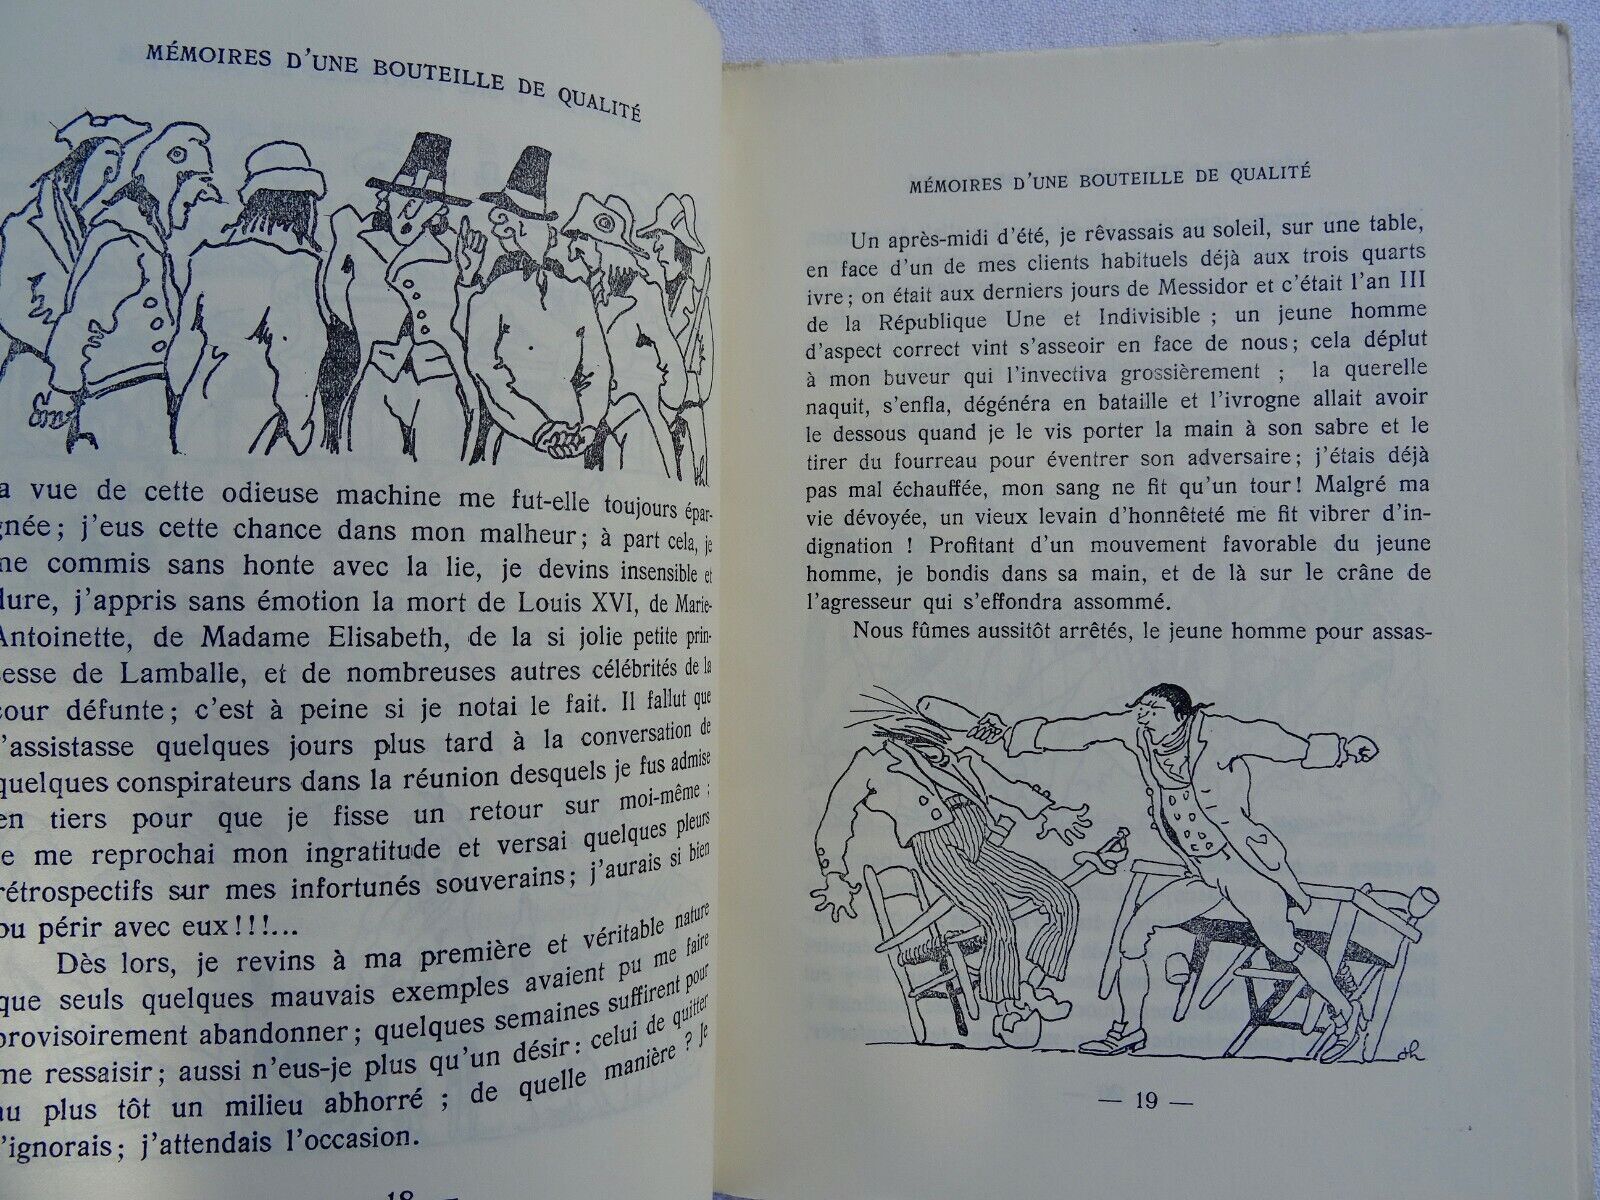 MÉMOIRES D'UNE BOUTEILLE DE QUALITÉ
vue de cette odieuse machine me fut-elle toujours épar-
gnée; j'eus cette chance dans mon malheur; à part cela, je
me commis sans honte avec la lie, je devins insensible et
dure, j'appris sans émotion la mort de Louis XVI, de Marie-
Antoinette, de Madame Elisabeth, de la si jolie petite prin-
cesse de Lamballe, et de nombreuses autres célébrités de la
cour défunte; c'est à peine si je notai le fait. Il fallut que
j'assistasse quelques jours plus tard à la conversation de
quelques conspirateurs dans la réunion desquels je fus admise
en tiers pour que je fisse un retour sur moi-même;
je me reprochai mon ingratitude et versai quelques pleurs
rétrospectifs sur mes infortunés souverains; j'aurais si bien
pu périr avec eux!!!...
Dès lors, je revins à ma première et véritable nature
que seuls quelques mauvais exemples avaient pu me faire
provisoirement abandonner; quelques semaines suffirent pour
me ressaisir; aussi n'eus-je plus qu'un désir: celui de quitter
au plus tôt un milieu abhorré; de quelle manière? Je
l'ignorais; j'attendais l'occasion.
18 —
MÉMOIRES D'UNE BOUTEILLE DE QUALITÉ
Un après-midi d'été, je rêvassais au soleil, sur une table,
en face d'un de mes clients habituels déjà aux trois quarts
ivre; on était aux derniers jours de Messidor et c'était l'an III
de la République Une et Indivisible; un jeune homme
d'aspect correct vint s'asseoir en face de nous; cela déplut
à mon buveur qui l'invectiva grossièrement; la querelle
naquit, s'enfla, dégénéra en bataille et l'ivrogne allait avoir
le dessous quand je le vis porter la main à son sabre et le
tirer du fourreau pour éventrer son adversaire; j'étais déjà
pas mal échauffée, mon sang ne fit qu'un tour! Malgré ma
vie dévoyée, un vieux levain d'honnêteté me fit vibrer d'in-
dignation! Profitant d'un mouvement favorable du jeune
homme, je bondis dans sa main, et de là sur le crâne de
l'agresseur qui s'effondra assommé.
Nous fûmes aussitôt arrêtés, le jeune homme pour assas-
— 19 —